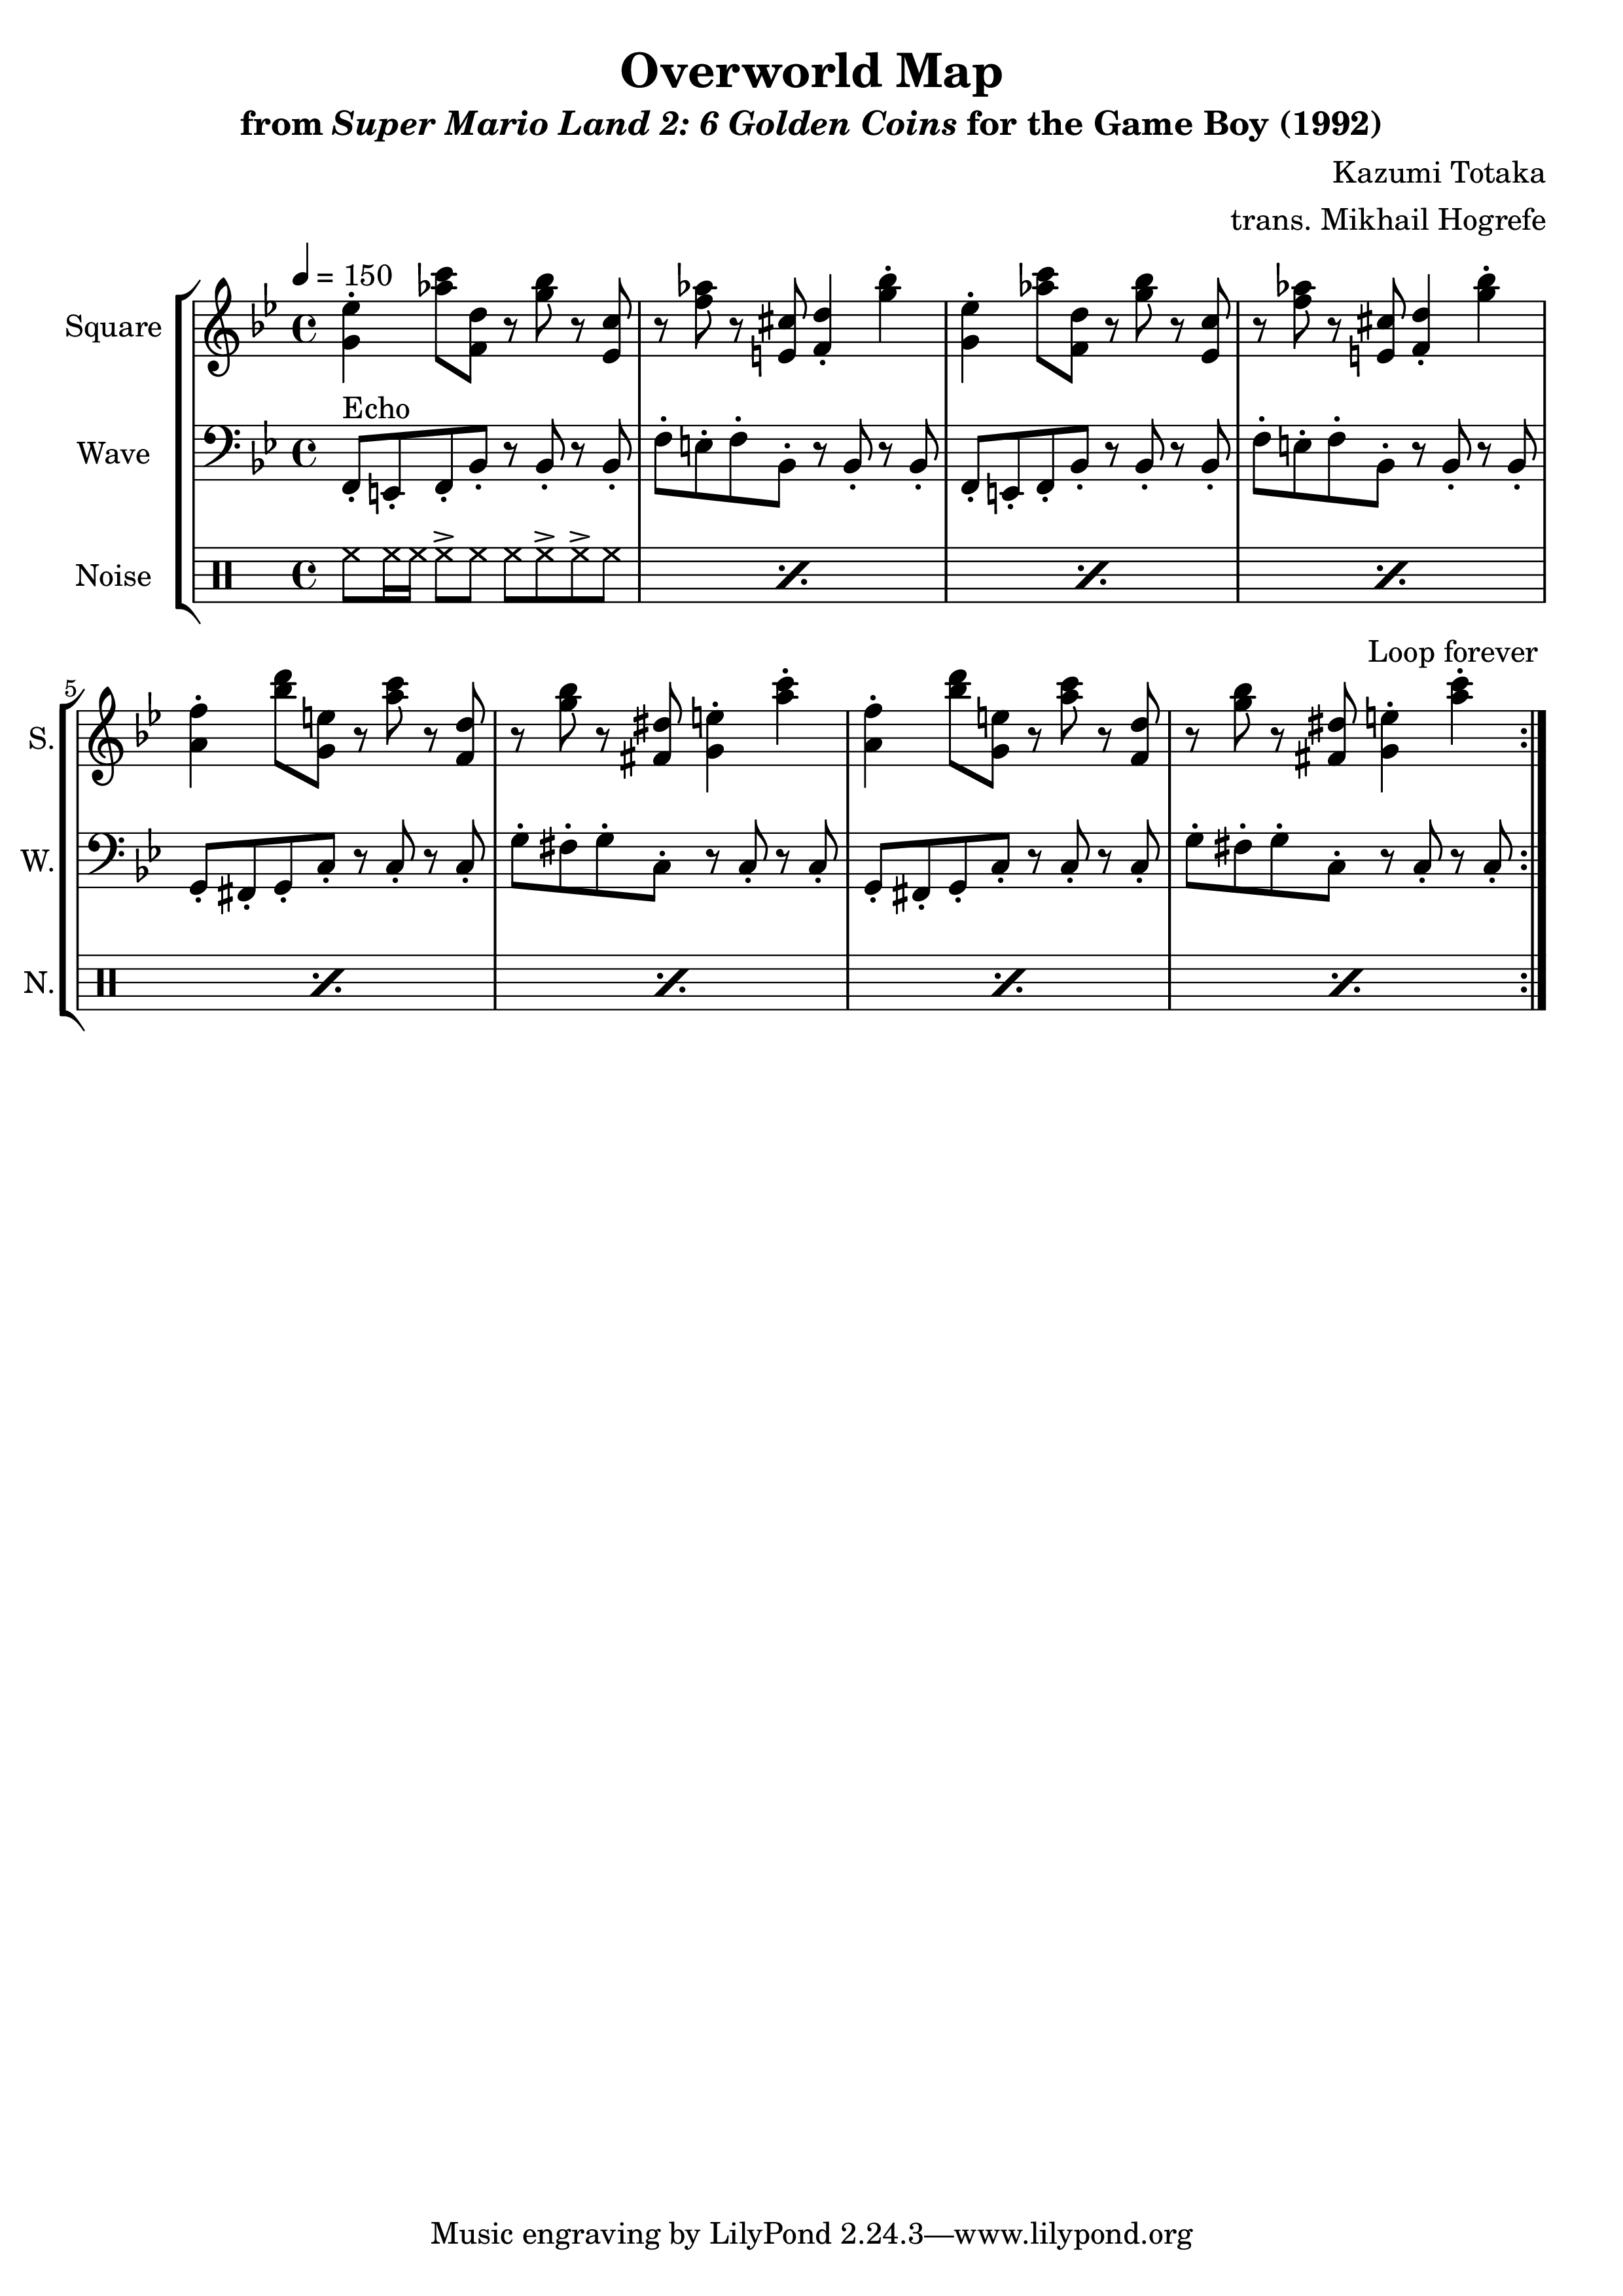 Overworld Map
from Super Mario Land 2: 6 Golden Coins for the Game Boy (1992)
Kazumi Totaka
trans. Mikhail Hogrefe
= 150
Square
Echo
Wave
Noise
Loop forever
5
S.
W.
N.
Music engraving by LilyPond 2.24.3—www.lilypond.org